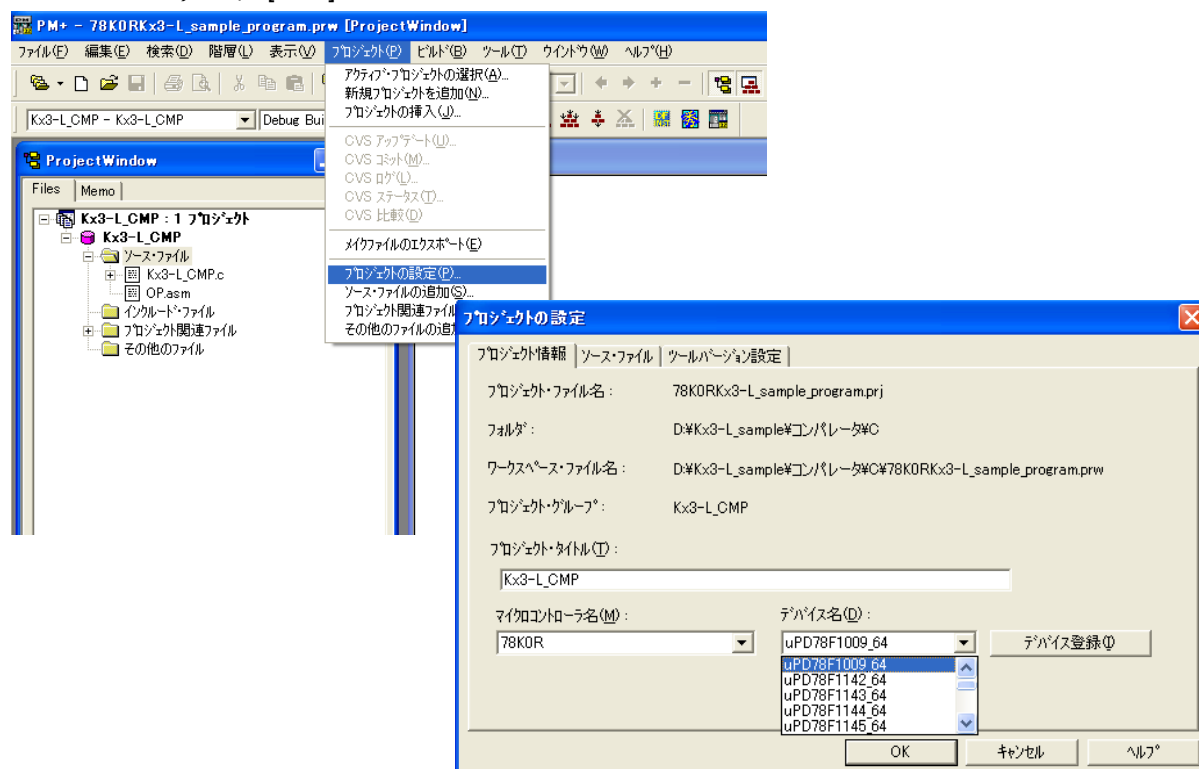 PM+ - 78K0RKx3-L_sample_program.prw [ProjectWindow]
ファイル(F) 編集(E) 検索(D) 階層(L) 表示(V) プロジェクト(P) ビルド(B) ツール(T) ウインドウ(W) ヘルプ(H)
アクティブ・プロジェクトの選択(A)...
新規プロジェクトを追加(N)...
プロジェクトの挿入(J)...
CVS アップデート(U)...
CVS コミット(M)...
CVS ログ(L)...
CVS ステータス(T)...
CVS 比較(D)
メイクファイルのエクスポート(E)
プロジェクトの設定(P)...
ソース・ファイルの追加(S)...
プロジェクト関連ファイル
その他のファイルの追
Kx3-L_CMP - Kx3-L_CMP
Debug Bui
ProjectWindow
Files Memo
Kx3-L_CMP : 1 プロジェクト
Kx3-L_CMP
ソース・ファイル
Kx3-L_CMP.c
OP.asm
インクルード・ファイル
プロジェクト関連ファイル
その他のファイル
プロジェクトの設定
プロジェクト情報 ソース・ファイル ツールバージョン設定
プロジェクト・ファイル名 : 78K0RKx3-L_sample_program.prj
フォルダ : D:¥Kx3-L_sample¥コンパレータ¥C
ワークスペース・ファイル名 : D:¥Kx3-L_sample¥コンパレータ¥C¥78K0RKx3-L_sample_program.prw
プロジェクト・グループ : Kx3-L_CMP
プロジェクト・タイトル(T) :
Kx3-L_CMP
マイクロコントローラ名(M) : デバイス名(D) :
78K0R uPD78F1009_64 デバイス登録(I)
uPD78F1009_64
uPD78F1142_64
uPD78F1143_64
uPD78F1144_64
uPD78F1145_64
OK キャンセル ヘルプ